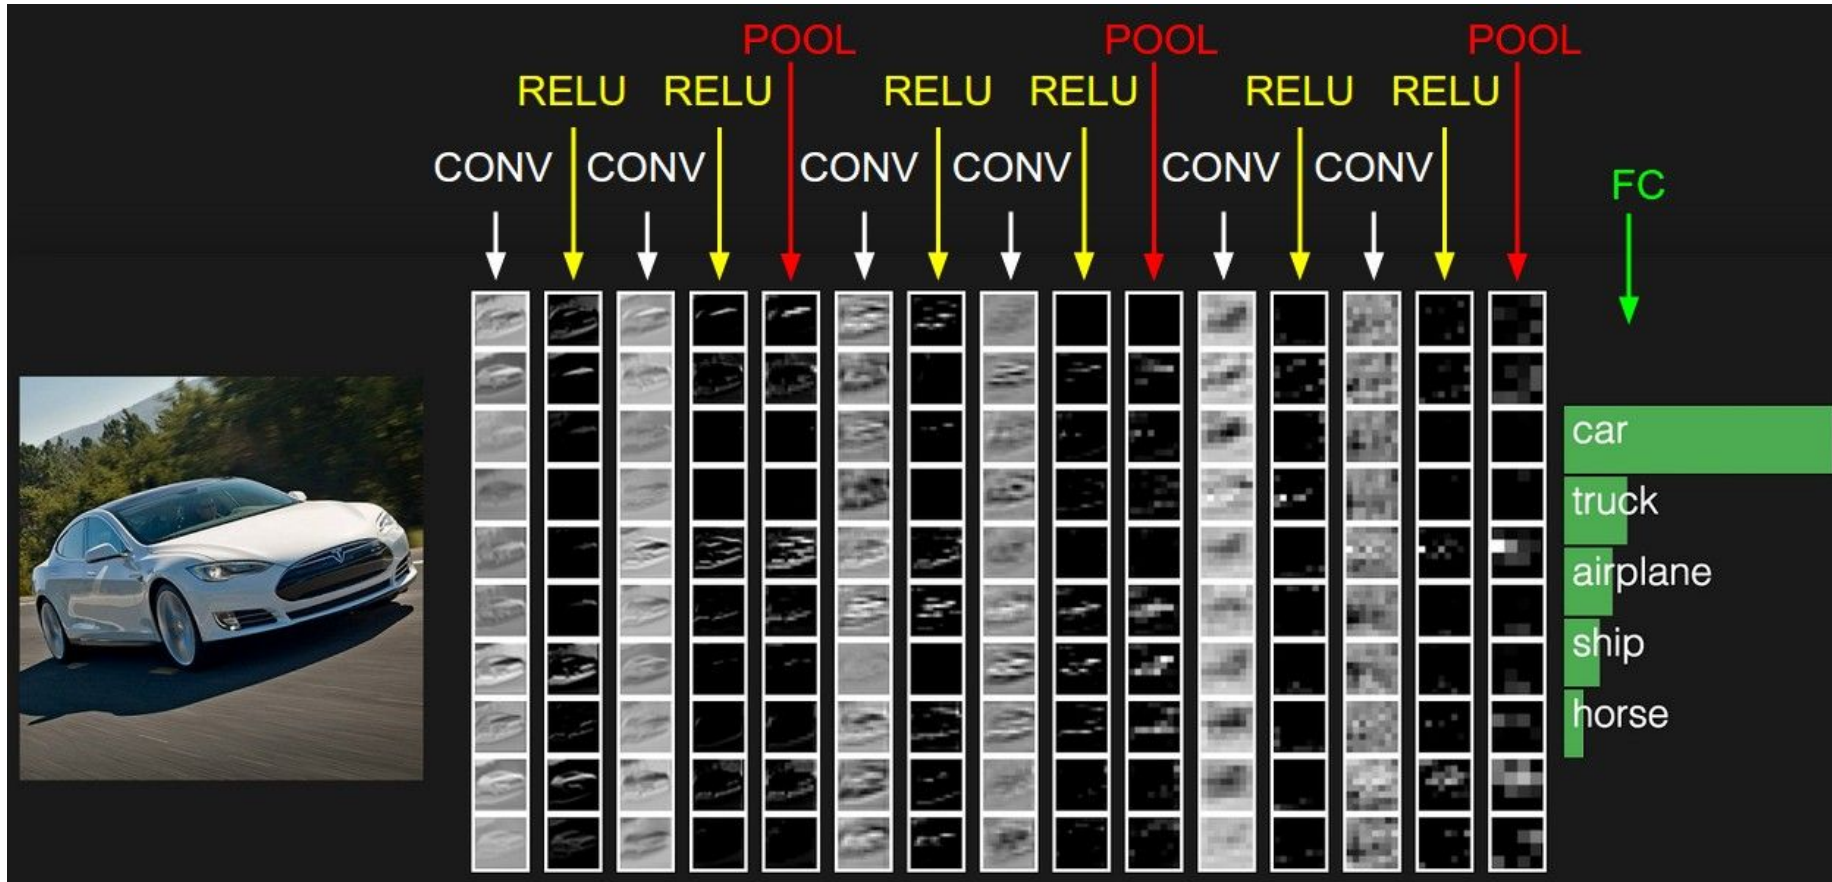 POOL POOL POOL
RELU RELU RELU RELU RELU RELU
CONV CONV CONV CONV CONV CONV
FC
car
truck
airplane
ship
horse